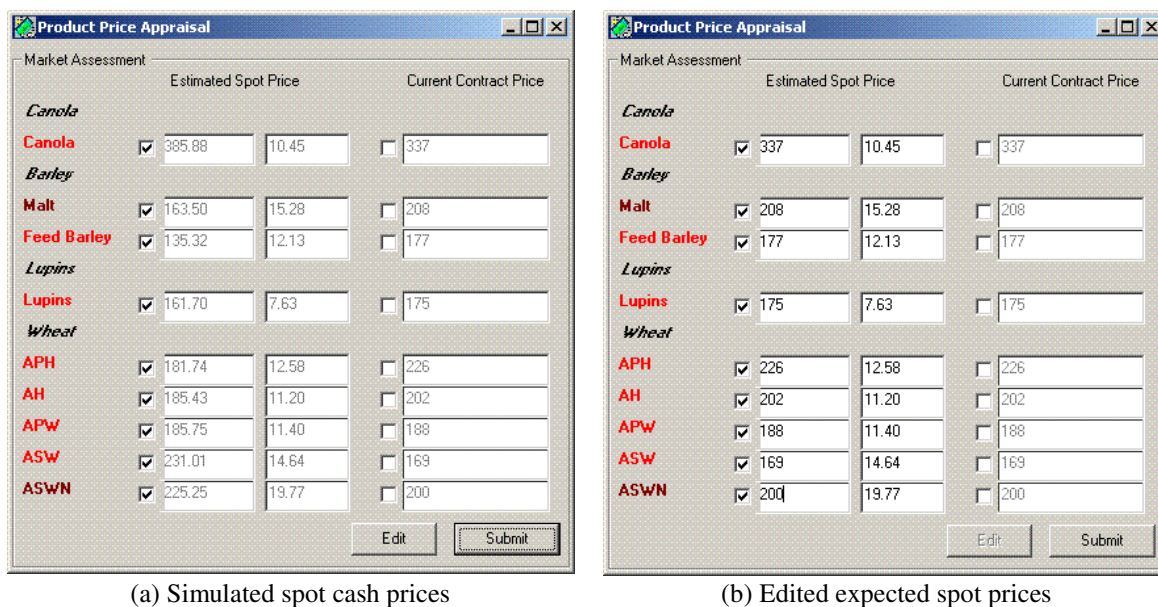 Product Price Appraisal
Market Assessment
Estimated Spot Price Current Contract Price
Canola
Canola 385.88 10.45 337
Barley
Malt 163.50 15.28 208
Feed Barley 135.32 12.13 177
Lupins
Lupins 161.70 7.63 175
Wheat
APH 181.74 12.58 226
AH 185.43 11.20 202
APW 185.75 11.40 188
ASW 231.01 14.64 169
ASWN 225.25 19.77 200
Edit Submit
(a) Simulated spot cash prices
Product Price Appraisal
Market Assessment
Estimated Spot Price Current Contract Price
Canola
Canola 337 10.45 337
Barley
Malt 208 15.28 208
Feed Barley 177 12.13 177
Lupins
Lupins 175 7.63 175
Wheat
APH 226 12.58 226
AH 202 11.20 202
APW 188 11.40 188
ASW 169 14.64 169
ASWN 200 19.77 200
Edit Submit
(b) Edited expected spot prices